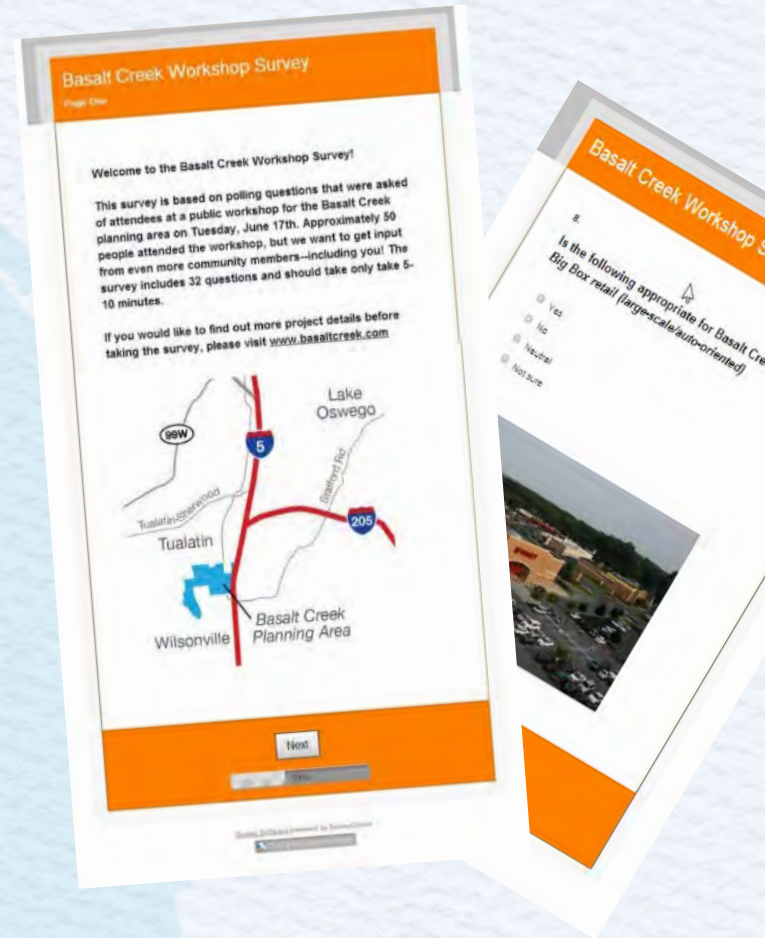 Basalt Creek Workshop Survey
Page One
Welcome to the Basalt Creek Workshop Survey!
This survey is based on polling questions that were asked
of attendees at a public workshop for the Basalt Creek
planning area on Tuesday, June 17th. Approximately 50
people attended the workshop, but we want to get input
from even more community members--including you! The
survey includes 32 questions and should take only take 5-
10 minutes.
If you would like to find out more project details before
taking the survey, please visit www.basaltcreek.com
Lake
Oswego
99W
5
Stafford Rd
Tualatin-Sherwood
205
Tualatin
Basalt Creek
Planning Area
Wilsonville
Next
Basalt Creek Workshop S
8.
Is the following appropriate for Basalt Cre
Big Box retail (large-scale/auto-oriented)
Yes
No
Neutral
Not sure